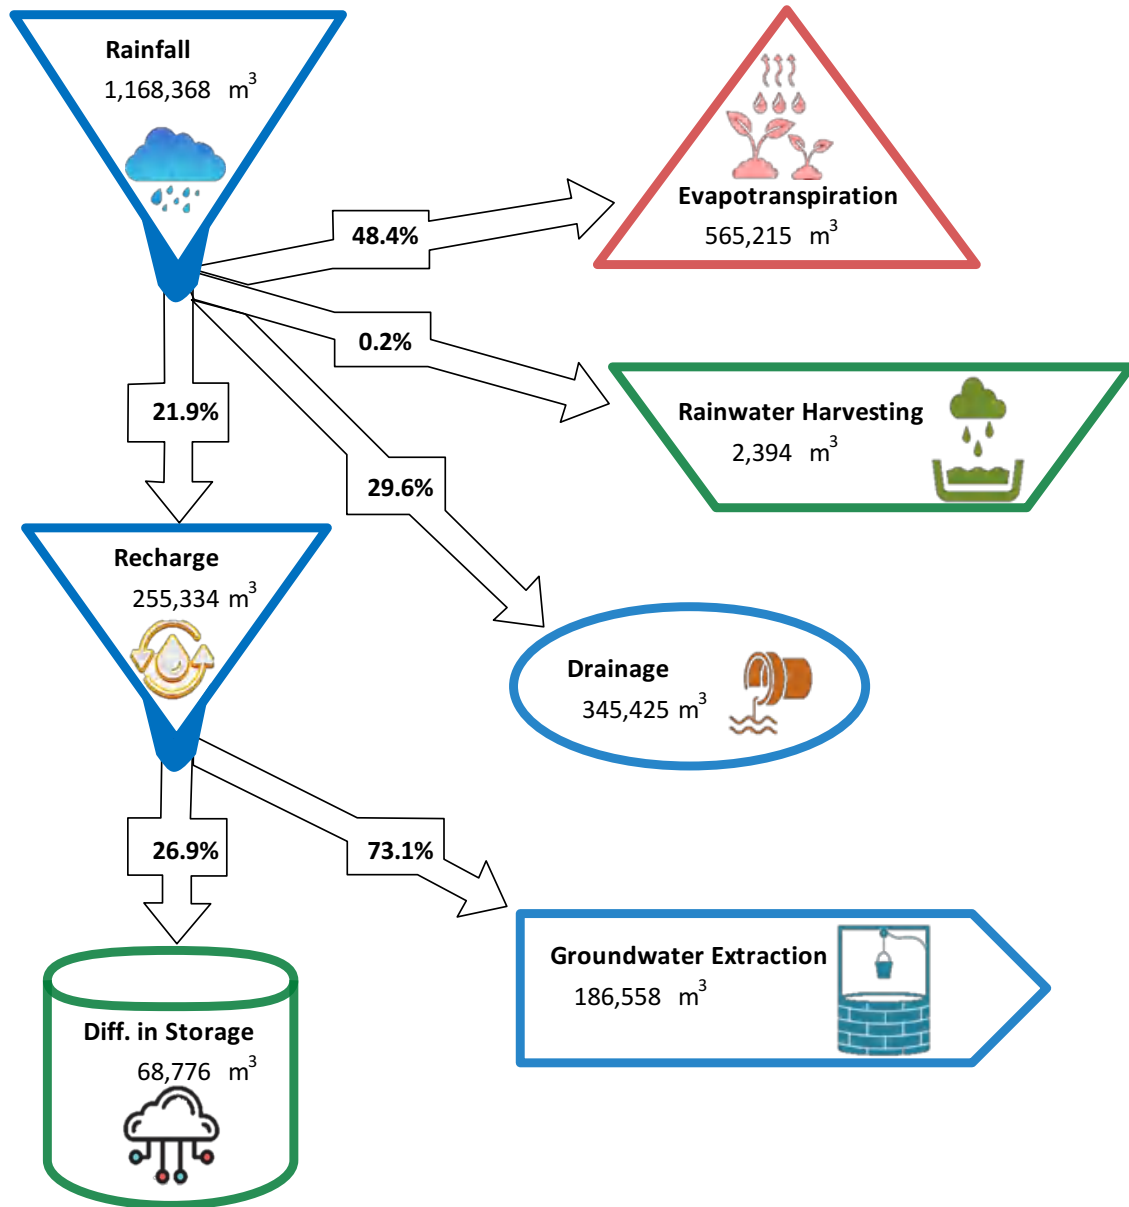 Rainfall
1,168,368 m³
Evapotranspiration
565,215 m³
48.4%
0.2%
Rainwater Harvesting
2,394 m³
21.9%
29.6%
Recharge
255,334 m³
Drainage
345,425 m³
26.9%
73.1%
Groundwater Extraction
186,558 m³
Diff. in Storage
68,776 m³